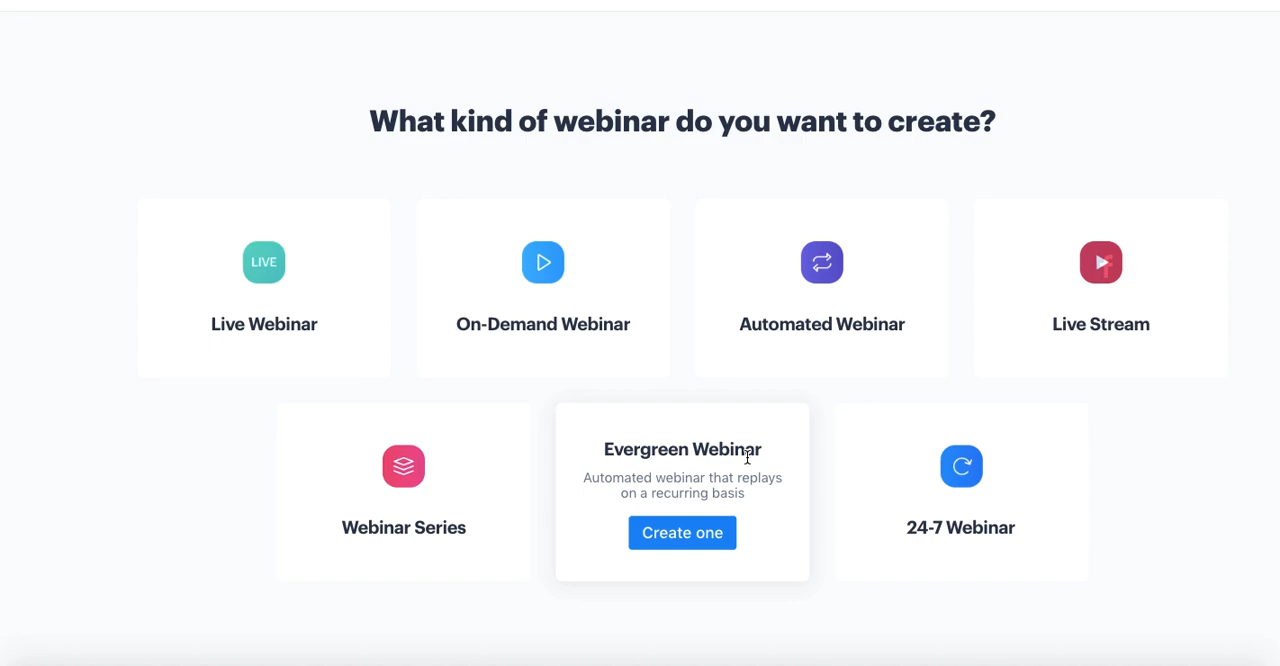 What kind of webinar do you want to create?
LIVE
Live Webinar
On-Demand Webinar
Automated Webinar
Live Stream
Webinar Series
Evergreen Webinar
Automated webinar that replays
on a recurring basis
Create one
24-7 Webinar